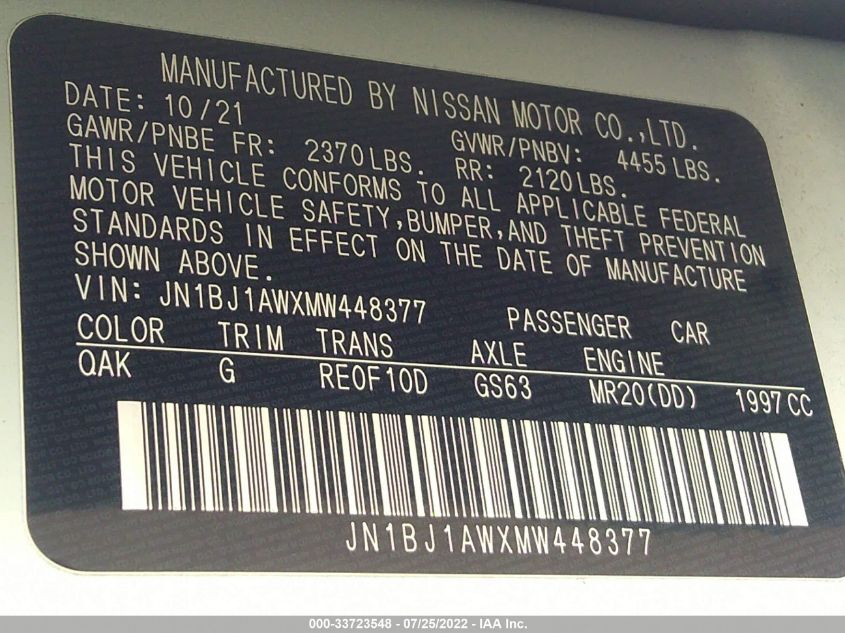 MANUFACTURED BY NISSAN MOTOR CO.,LTD.
DATE: 10/21
GAWR/PNBE FR: 2370LBS. GVWR/PNBV: 4455LBS.
RR: 2120LBS.
THIS VEHICLE CONFORMS TO ALL APPLICABLE FEDERAL
MOTOR VEHICLE SAFETY,BUMPER,AND THEFT PREVENTION
STANDARDS IN EFFECT ON THE DATE OF MANUFACTURE
SHOWN ABOVE.
VIN: JN1BJ1AWXMW448377 PASSENGER CAR
COLOR TRIM TRANS AXLE ENGINE
QAK G RE0F10D GS63 MR20(DD) 1997CC
JN1BJ1AWXMW448377
000-33723548 - 07/25/2022 - IAA Inc.